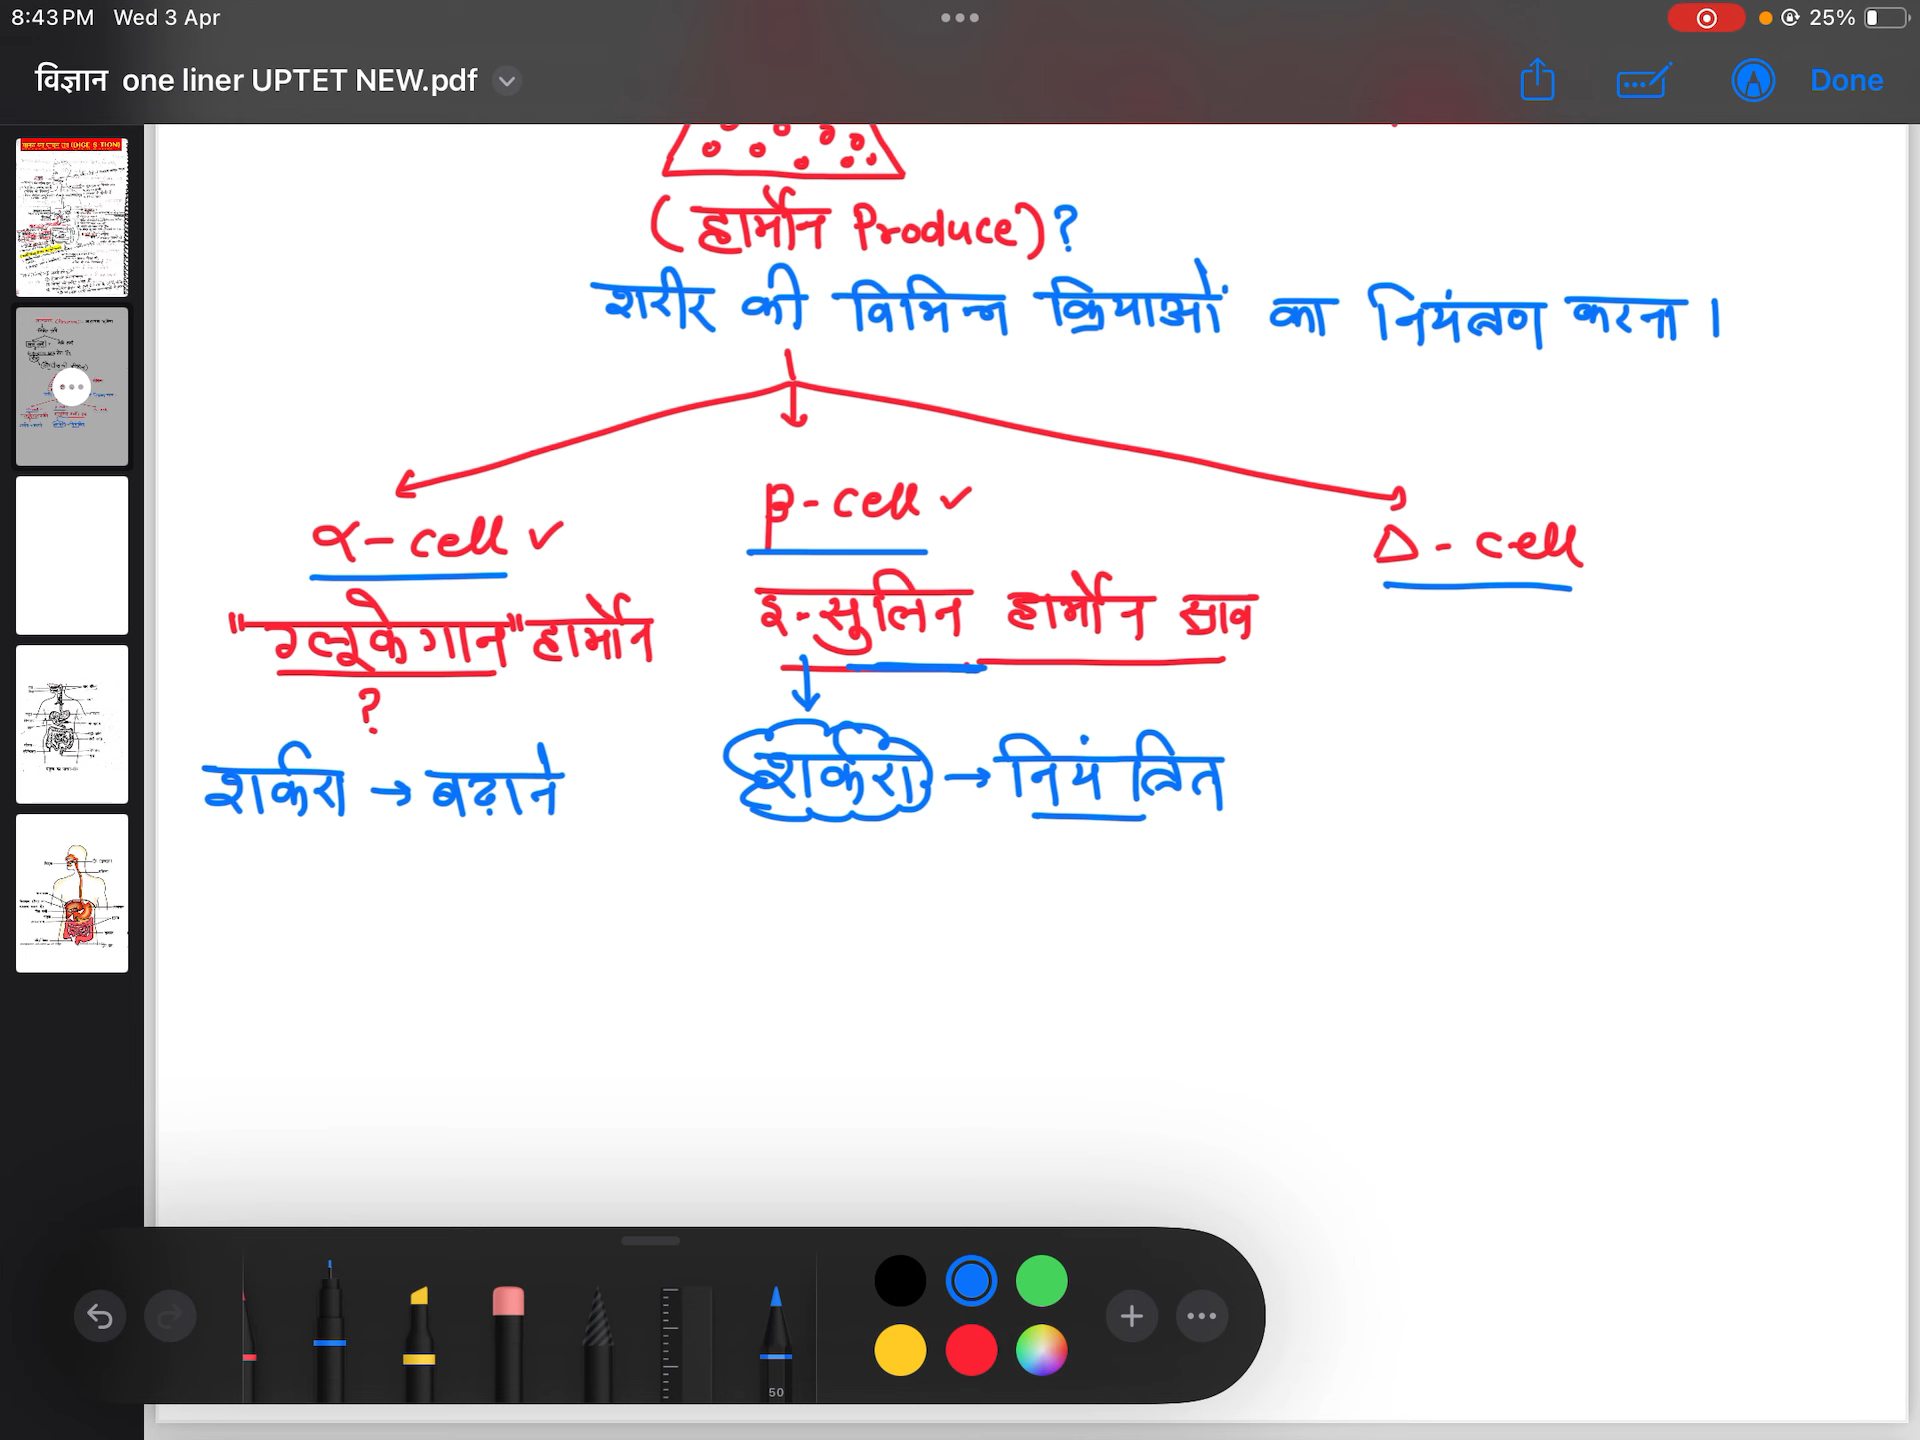 8:43 PM Wed 3 Apr
25%
विज्ञान one liner UPTET NEW.pdf
Done
(हार्मोन Produce)?
शरीर की विभिन्न क्रियाओं का नियंत्रण करना।
α-cell ✓
β-cell ✓
Δ-cell
"ग्लूकेगान" हार्मोन
?
इ-सुलिन हार्मोन स्राव
शर्करा → बढ़ाने
शर्करा → नियंत्रित
50